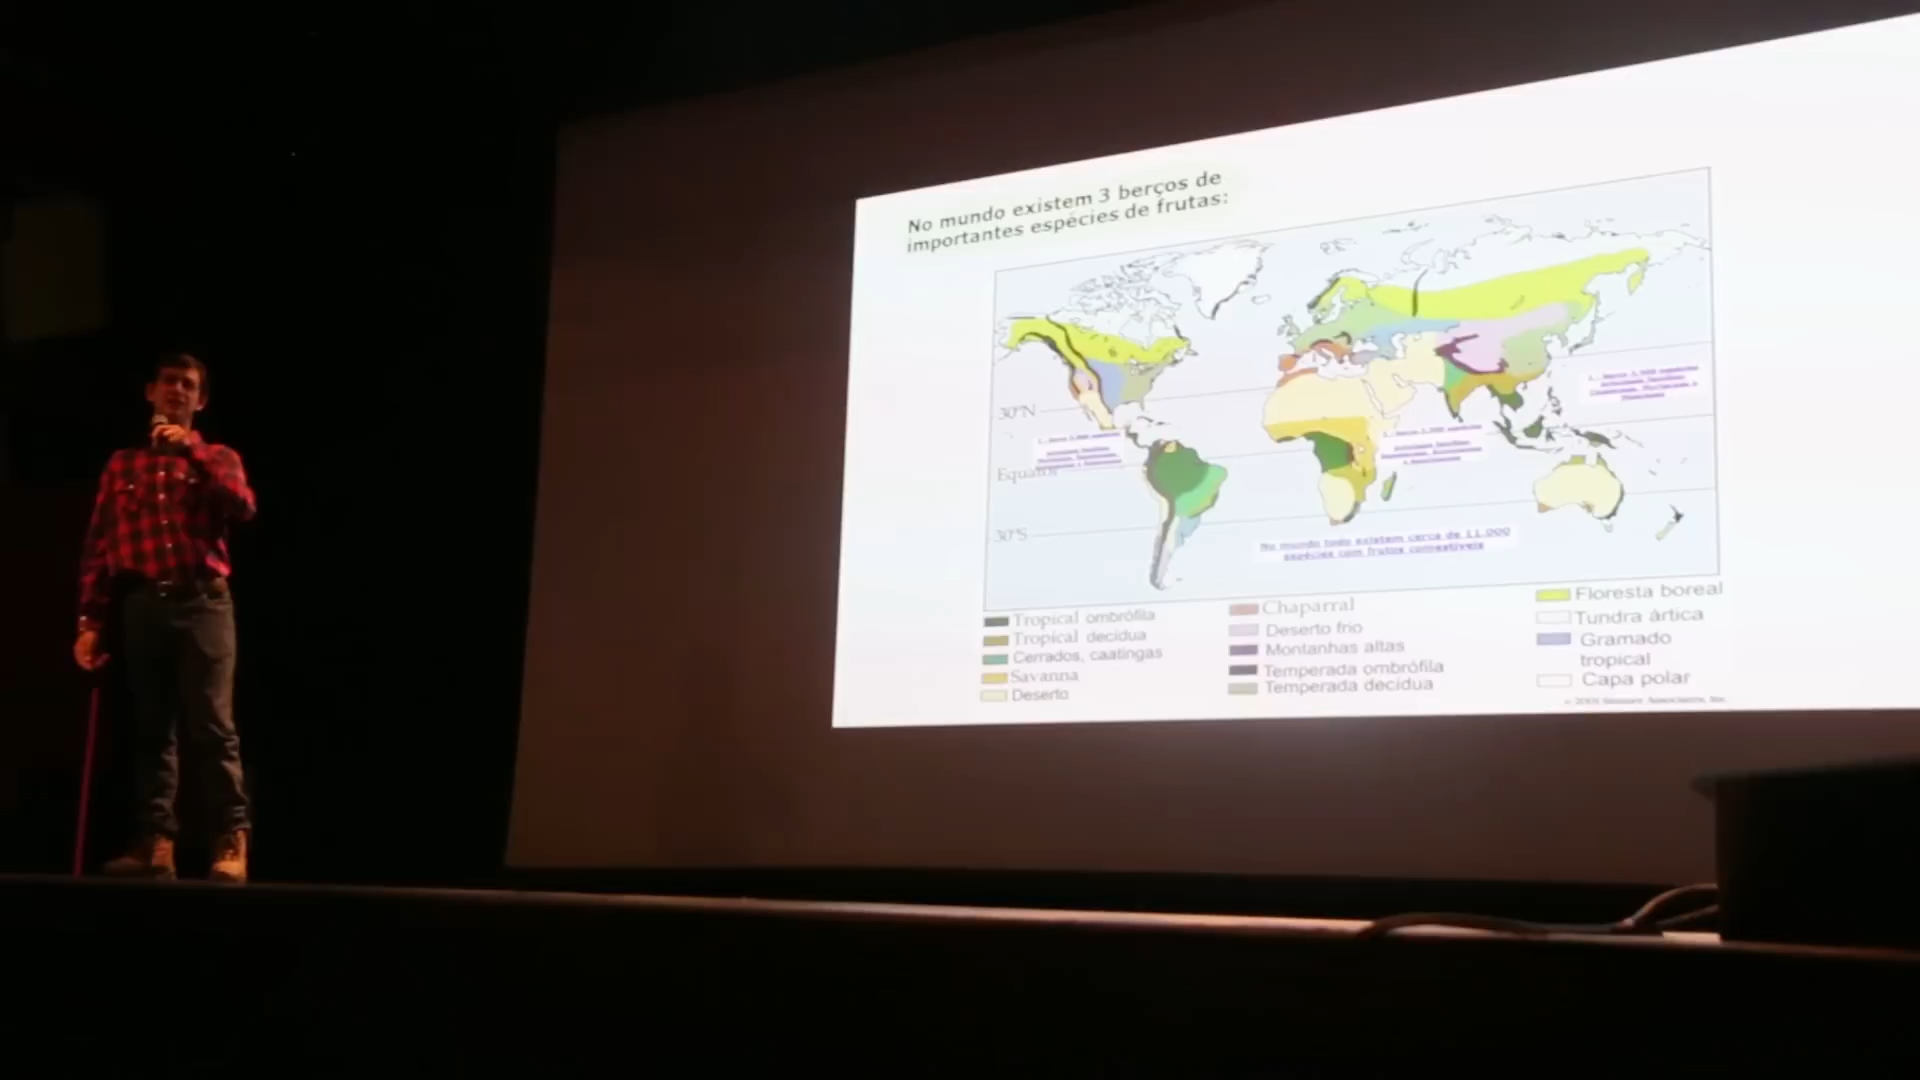 No mundo existem 3 berços de
importantes espécies de frutas:
30°N
Equator
30°S
No mundo todo existem cerca de 11.000
espécies com frutos comestíveis
Tropical ombrófila
Tropical decídua
Cerrados, caatingas
Savanna
Deserto
Chaparral
Deserto frio
Montanhas altas
Temperada ombrófila
Temperada decídua
Floresta boreal
Tundra ártica
Gramado
tropical
Capa polar